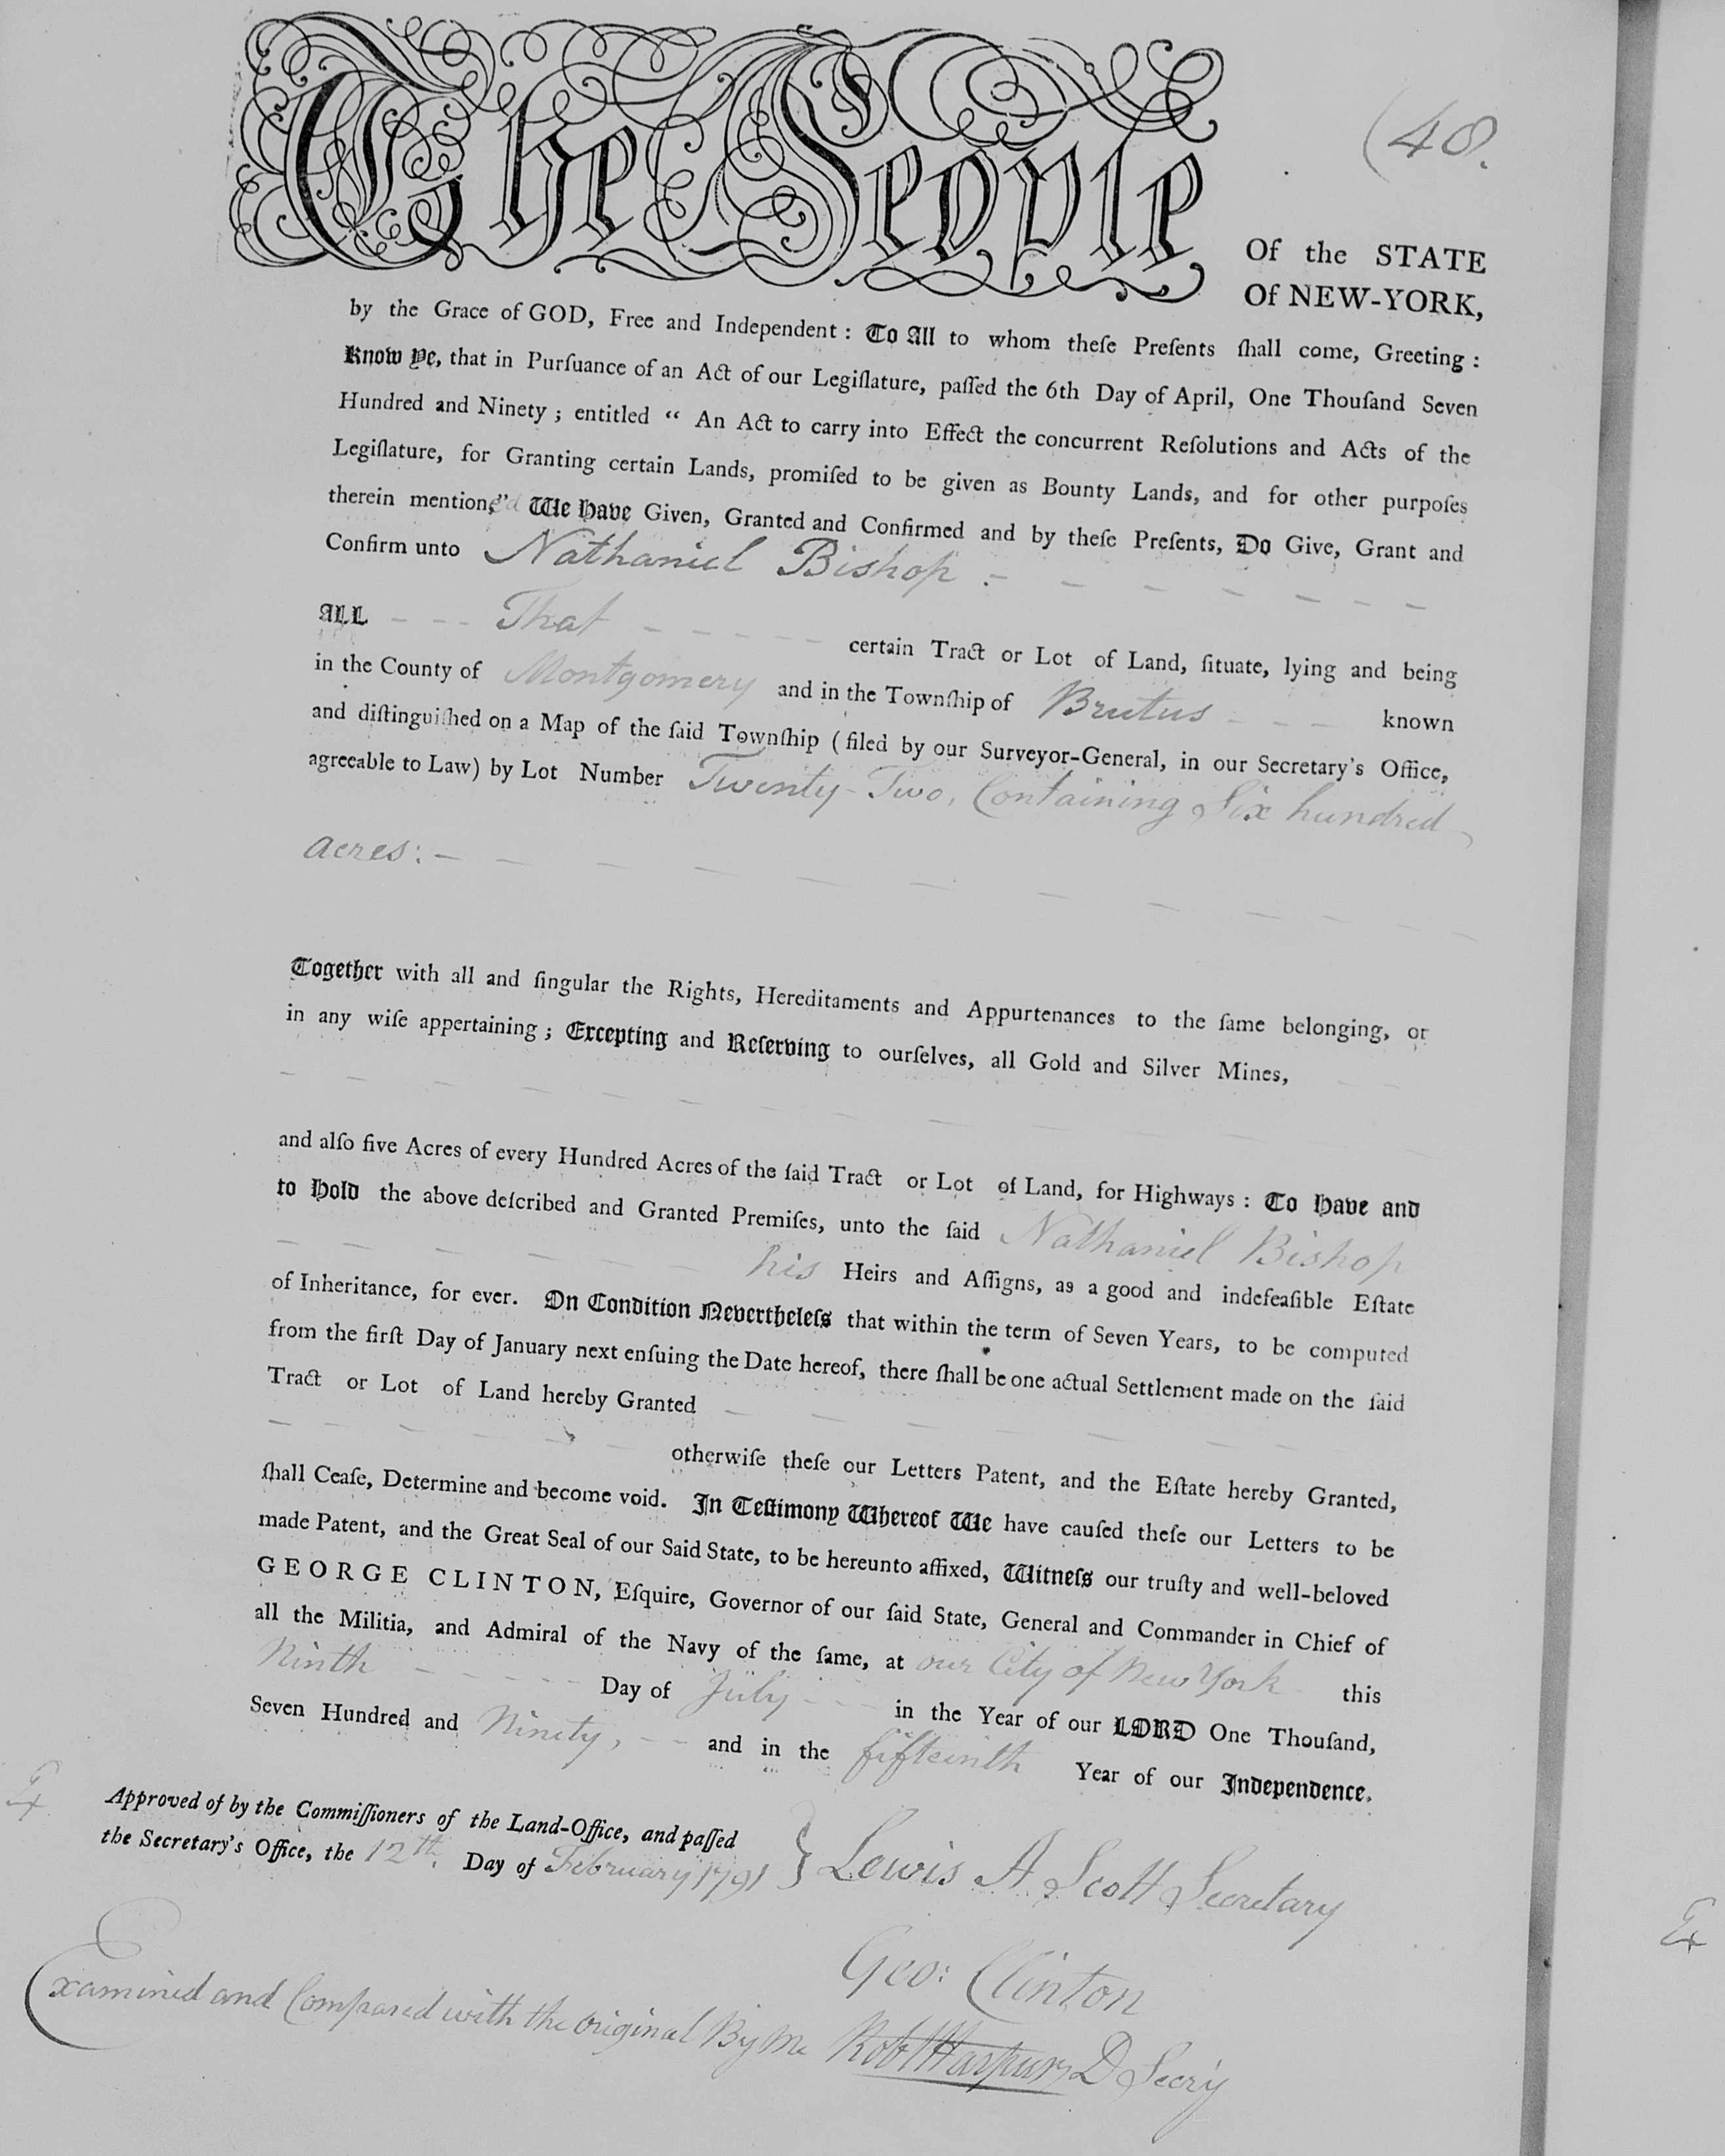 (48.
The People
Of the STATE
Of NEW-YORK,
by the Grace of GOD, Free and Independent : To All to whom theſe Preſents ſhall come, Greeting :
Know Ye, that in Purſuance of an Act of our Legiſlature, paſſed the 6th Day of April, One Thouſand Seven
Hundred and Ninety ; entitled “ An Act to carry into Effect the concurrent Reſolutions and Acts of the
Legiſlature, for Granting certain Lands, promiſed to be given as Bounty Lands, and for other purpoſes
therein mention,”ed We Have Given, Granted and Confirmed and by theſe Preſents, Do Give, Grant and
Confirm unto Nathaniel Bishop - - - - - - - -
ALL - - - That - - - - - certain Tract or Lot of Land, ſituate, lying and being
in the County of Montgomery and in the Townſhip of Brutus - - - known
and diſtinguiſhed on a Map of the ſaid Townſhip ( filed by our Surveyor-General, in our Secretary's Office,
agreeable to Law) by Lot Number Twenty-Two, Containing Six hundred
acres: - - - - - - - - - -
Together with all and ſingular the Rights, Hereditaments and Appurtenances to the ſame belonging, or
in any wiſe appertaining ; Excepting and Reſerving to ourſelves, all Gold and Silver Mines,
and alſo five Acres of every Hundred Acres of the ſaid Tract or Lot of Land, for Highways : To Have and
to Hold the above deſcribed and Granted Premiſes, unto the ſaid Nathaniel Bishop
- - - - - - his Heirs and Aſſigns, as a good and indefeaſible Eſtate
of Inheritance, for ever. On Condition Nevertheleſs that within the term of Seven Years, to be computed
from the firſt Day of January next enſuing the Date hereof, there ſhall be one actual Settlement made on the ſaid
Tract or Lot of Land hereby Granted - - - - - -
- - - - - - otherwiſe theſe our Letters Patent, and the Eſtate hereby Granted,
ſhall Ceaſe, Determine and become void. In Teſtimony Whereof We have cauſed theſe our Letters to be
made Patent, and the Great Seal of our Said State, to be hereunto affixed, Witneſs our truſty and well-beloved
GEORGE CLINTON, Eſquire, Governor of our ſaid State, General and Commander in Chief of
all the Militia, and Admiral of the Navy of the ſame, at our City of New York this
Ninth - - - - - Day of July - - - in the Year of our LORD One Thouſand,
Seven Hundred and Ninety, - - and in the fifteenth Year of our Independence.
Approved of by the Commiſſioners of the Land-Office, and paſſed
the Secretary's Office, the 12th. Day of February 1791 } Lewis A Scott Secretary
Geo: Clinton
Examined and Compared with the original By Me Robt Harpur D Secry